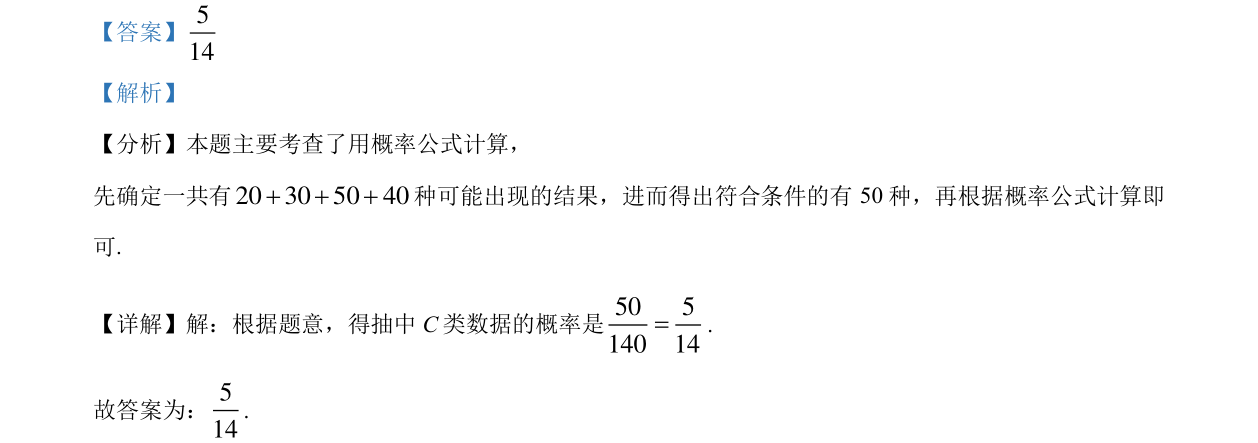 【答案】5/14
【解析】
【分析】本题主要考查了用概率公式计算，
先确定一共有20+30+50+40种可能出现的结果，进而得出符合条件的有 50 种，再根据概率公式计算即
可.
【详解】解：根据题意，得抽中 C 类数据的概率是50/140=5/14.
故答案为：5/14.